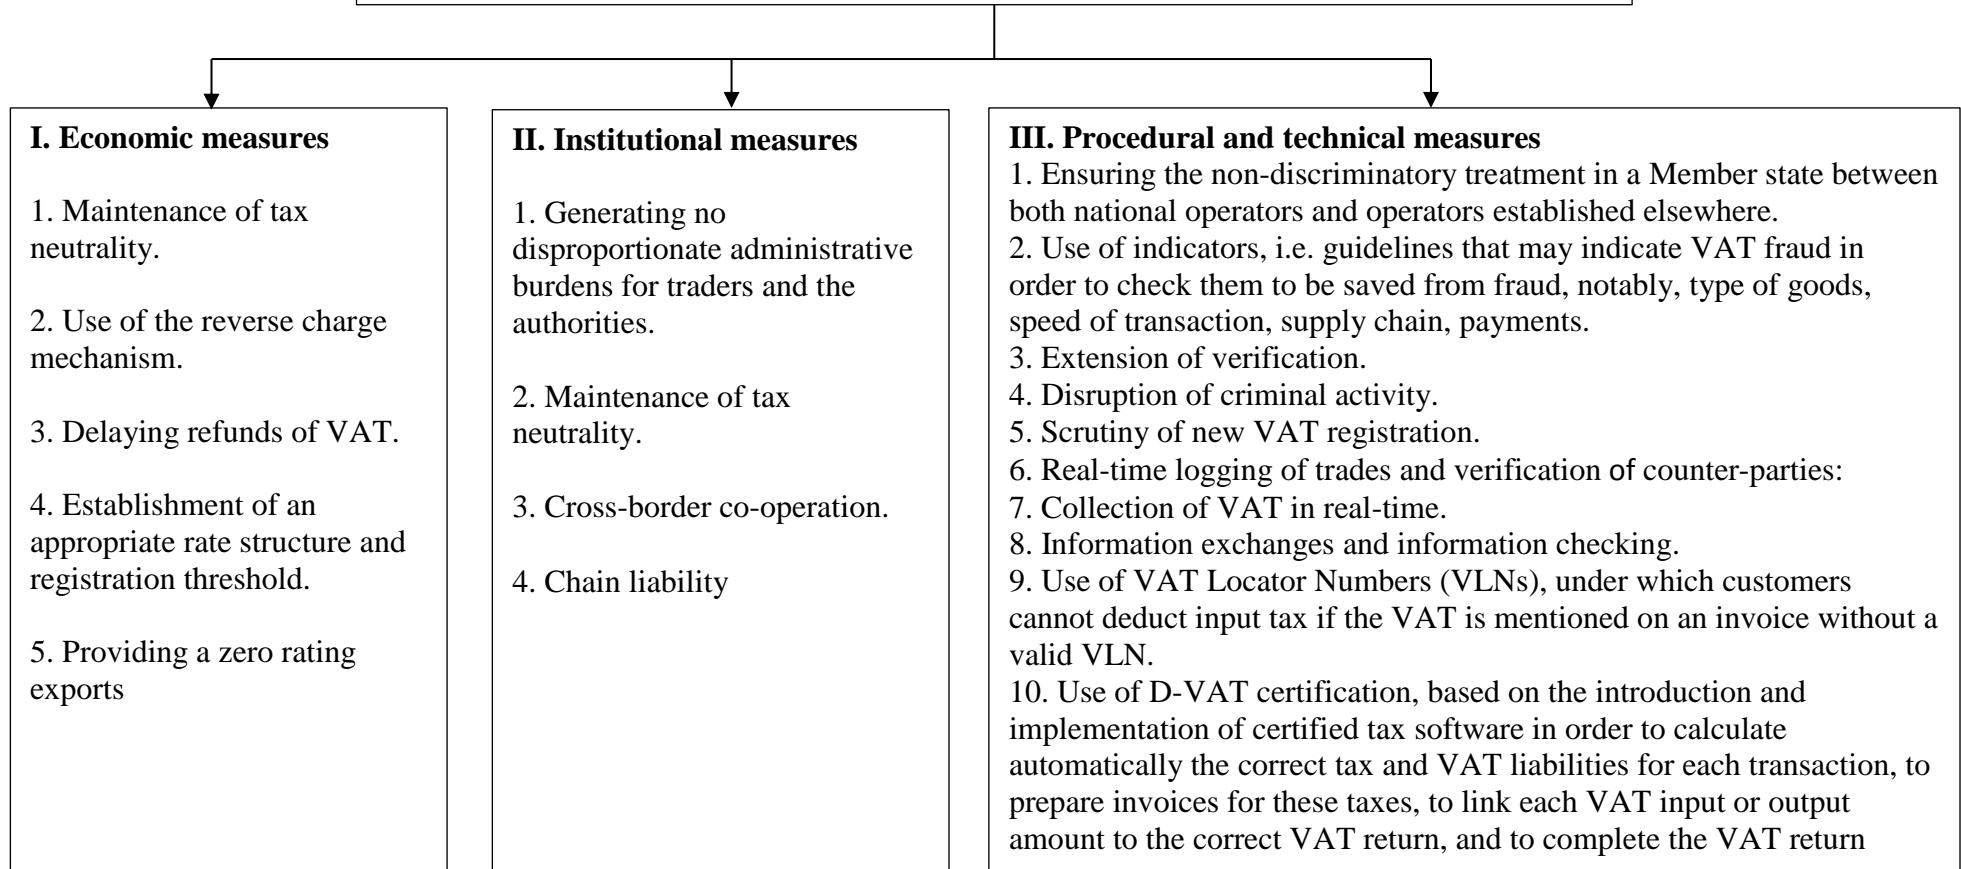 I. Economic measures
1. Maintenance of tax
neutrality.
2. Use of the reverse charge
mechanism.
3. Delaying refunds of VAT.
4. Establishment of an
appropriate rate structure and
registration threshold.
5. Providing a zero rating
exports
II. Institutional measures
1. Generating no
disproportionate administrative
burdens for traders and the
authorities.
2. Maintenance of tax
neutrality.
3. Cross-border co-operation.
4. Chain liability
III. Procedural and technical measures
1. Ensuring the non-discriminatory treatment in a Member state between
both national operators and operators established elsewhere.
2. Use of indicators, i.e. guidelines that may indicate VAT fraud in
order to check them to be saved from fraud, notably, type of goods,
speed of transaction, supply chain, payments.
3. Extension of verification.
4. Disruption of criminal activity.
5. Scrutiny of new VAT registration.
6. Real-time logging of trades and verification of counter-parties:
7. Collection of VAT in real-time.
8. Information exchanges and information checking.
9. Use of VAT Locator Numbers (VLNs), under which customers
cannot deduct input tax if the VAT is mentioned on an invoice without a
valid VLN.
10. Use of D-VAT certification, based on the introduction and
implementation of certified tax software in order to calculate
automatically the correct tax and VAT liabilities for each transaction, to
prepare invoices for these taxes, to link each VAT input or output
amount to the correct VAT return, and to complete the VAT return